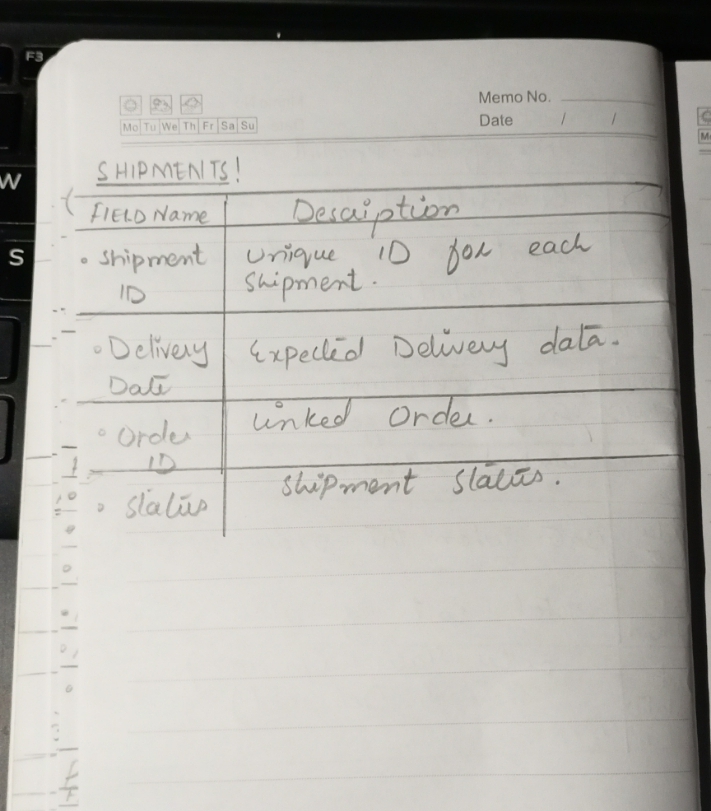 F3
W
S
Memo No.
Date / /
Mo Tu We Th Fr Sa Su
SHIPMENTS!
FIELD Name Description
• Shipment ID Unique ID for each shipment.
• Delivery Date Expected Delivery data.
• Order ID Linked Order.
• Status Shipment Status.